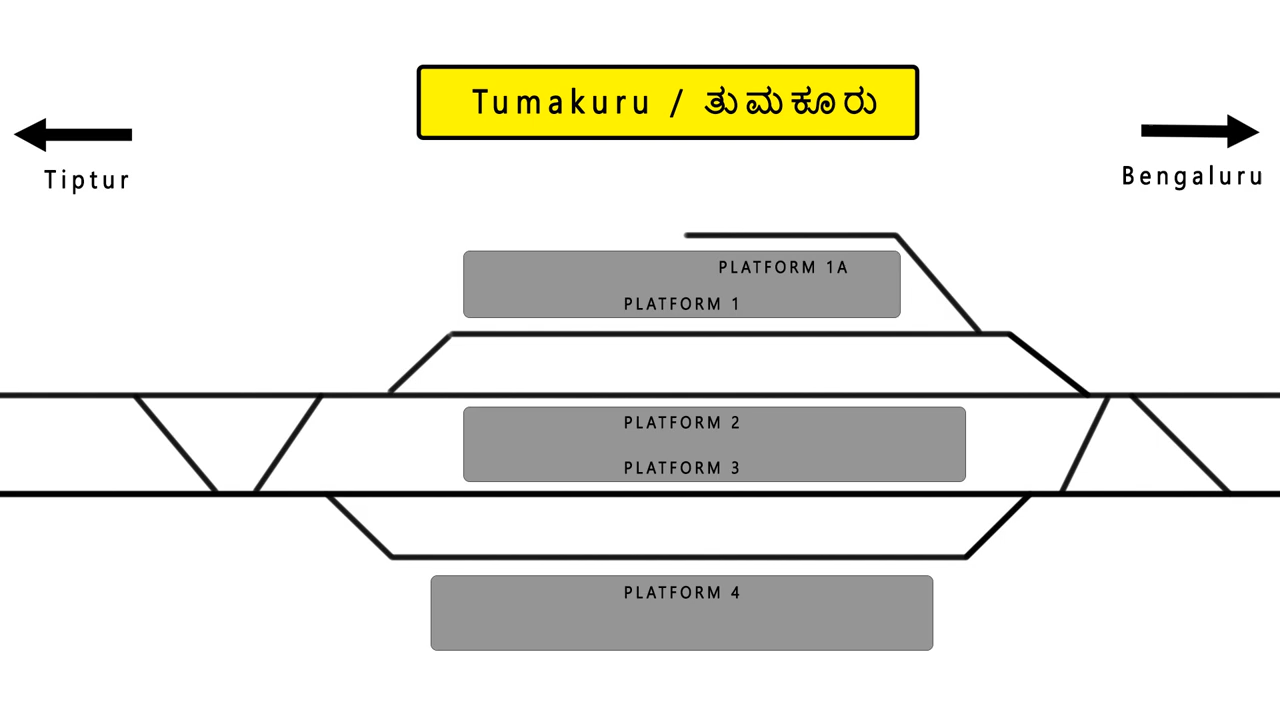 Tumakuru / ತುಮಕೂರು
Tiptur
Bengaluru
PLATFORM 1A
PLATFORM 1
PLATFORM 2
PLATFORM 3
PLATFORM 4